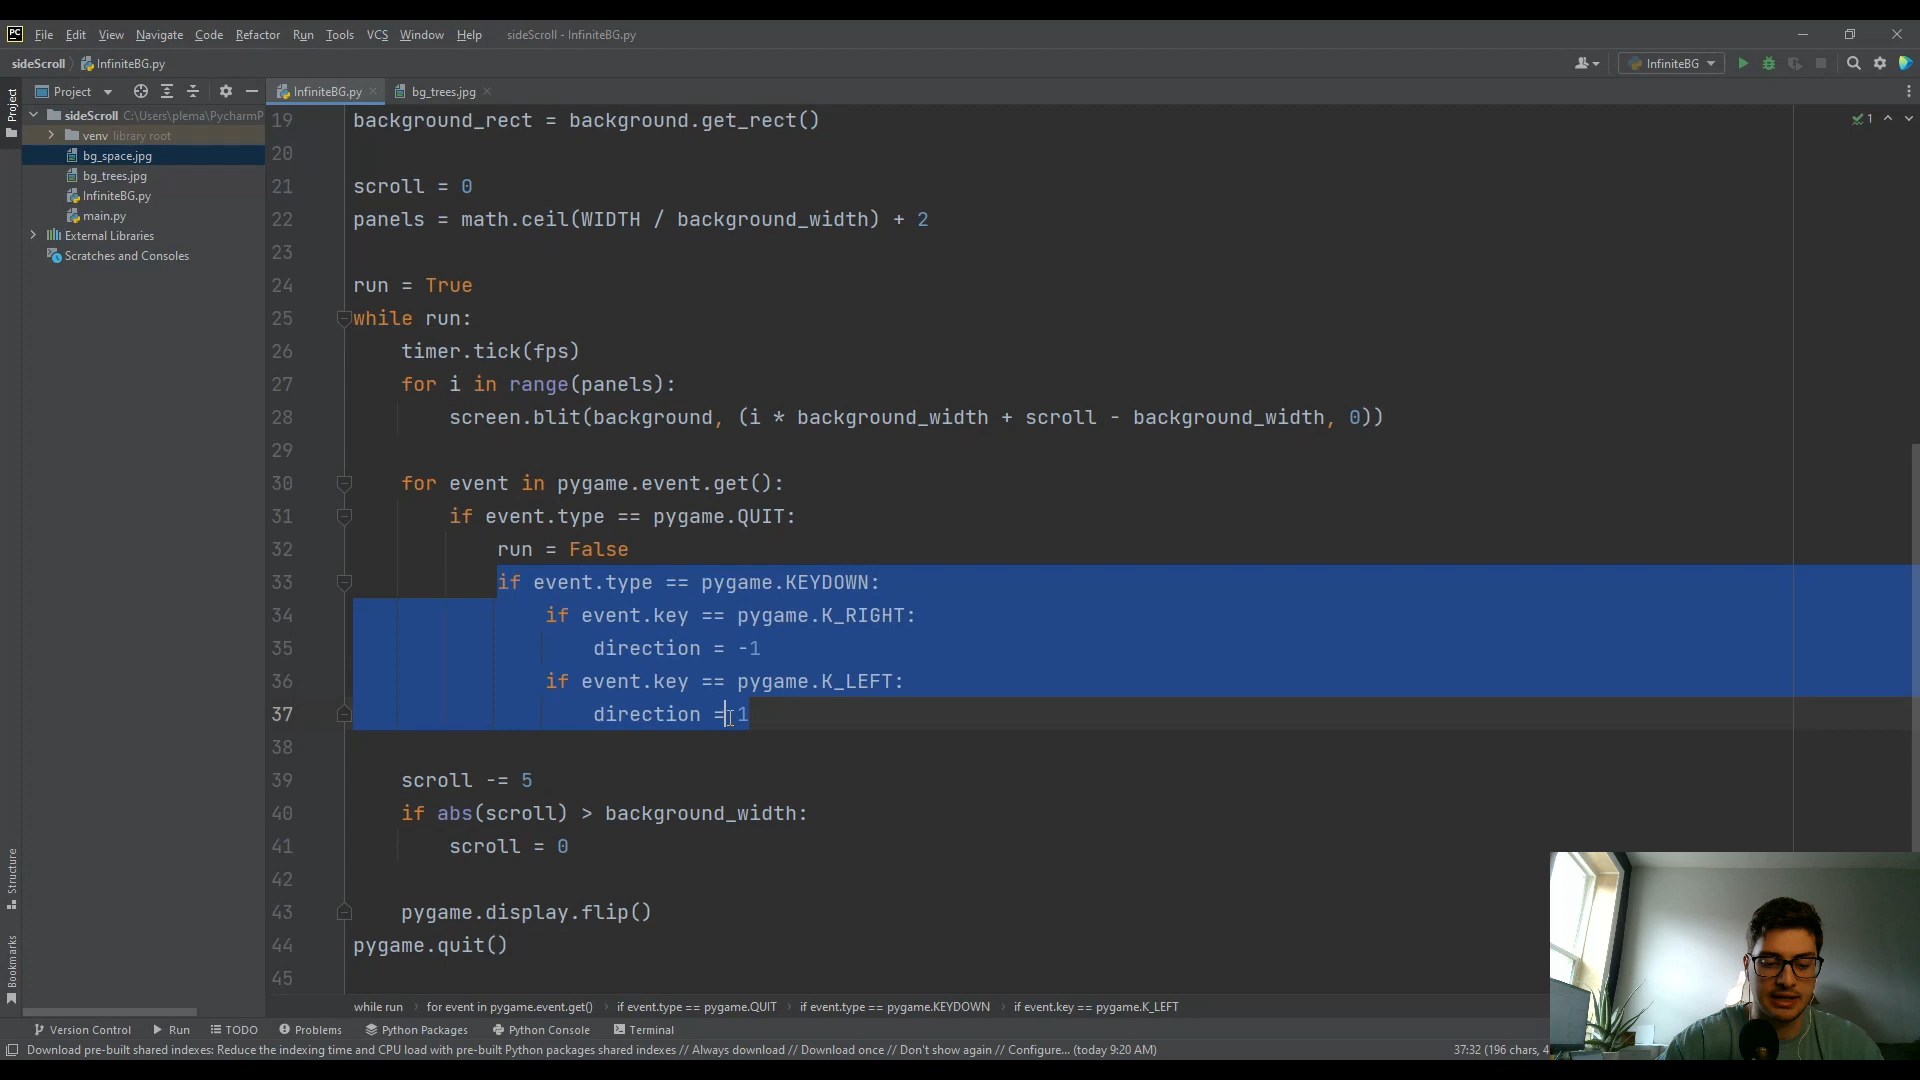 PC File Edit View Navigate Code Refactor Run Tools VCS Window Help sideScroll - InfiniteBG.py
sideScroll InfiniteBG.py InfiniteBG
Project InfiniteBG.py bg_trees.jpg
Project
sideScroll C:\Users\plema\PycharmP
venv library root
bg_space.jpg
bg_trees.jpg
InfiniteBG.py
main.py
External Libraries
Scratches and Consoles
1
19 background_rect = background.get_rect()
20
21 scroll = 0
22 panels = math.ceil(WIDTH / background_width) + 2
23
24 run = True
25 while run:
26 timer.tick(fps)
27 for i in range(panels):
28 screen.blit(background, (i * background_width + scroll - background_width, 0))
29
30 for event in pygame.event.get():
31 if event.type == pygame.QUIT:
32 run = False
33 if event.type == pygame.KEYDOWN:
34 if event.key == pygame.K_RIGHT:
35 direction = -1
36 if event.key == pygame.K_LEFT:
37 direction = 1
38
39 scroll -= 5
40 if abs(scroll) > background_width:
41 scroll = 0
42
43 pygame.display.flip()
44 pygame.quit()
45
Structure
Bookmarks
while run for event in pygame.event.get() if event.type == pygame.QUIT if event.type == pygame.KEYDOWN if event.key == pygame.K_LEFT
Version Control Run TODO Problems Python Packages Python Console Terminal
Download pre-built shared indexes: Reduce the indexing time and CPU load with pre-built Python packages shared indexes // Always download // Download once // Don't show again // Configure... (today 9:20 AM) 37:32 (196 chars, 4